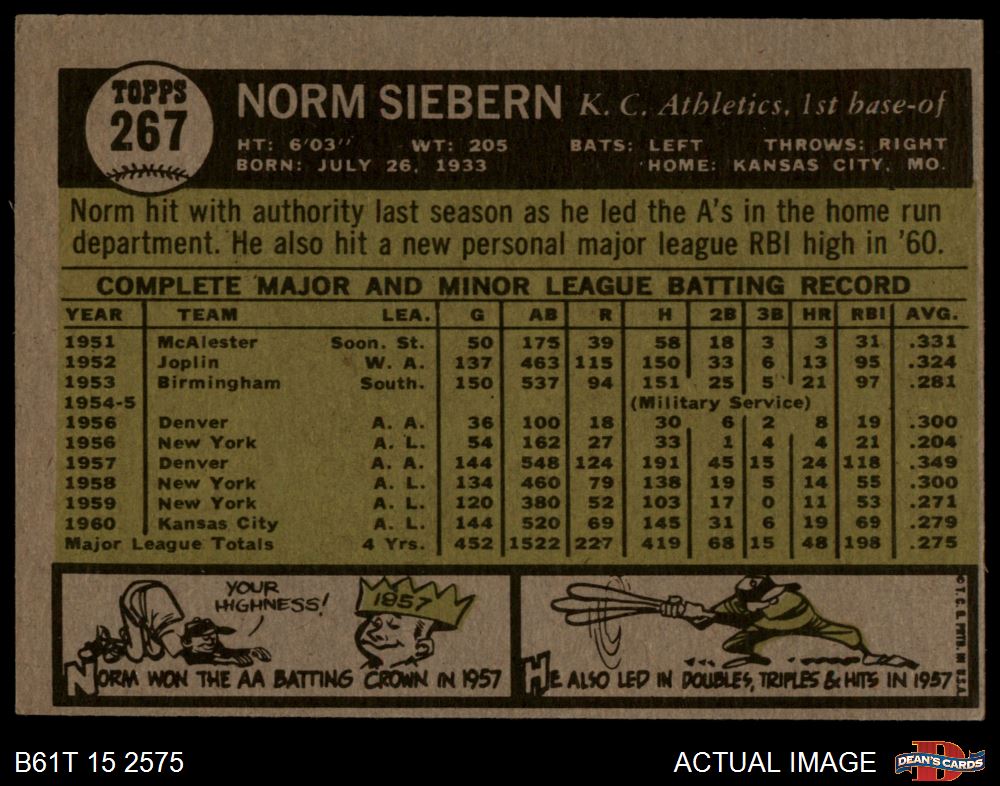 TOPPS
267
NORM SIEBERN K. C. Athletics, 1st base-of
HT: 6'03" WT: 205 BATS: LEFT THROWS: RIGHT
BORN: JULY 26, 1933 HOME: KANSAS CITY, MO.
Norm hit with authority last season as he led the A's in the home run
department. He also hit a new personal major league RBI high in '60.
COMPLETE MAJOR AND MINOR LEAGUE BATTING RECORD
YEAR TEAM LEA. G AB R H 2B 3B HR RBI AVG.
1951 McAlester Soon. St. 50 175 39 58 18 3 3 31 .331
1952 Joplin W. A. 137 463 115 150 33 6 13 95 .324
1953 Birmingham South. 150 537 94 151 25 5 21 97 .281
1954-5 (Military Service)
1956 Denver A. A. 36 100 18 30 6 2 8 19 .300
1956 New York A. L. 54 162 27 33 1 4 4 21 .204
1957 Denver A. A. 144 548 124 191 45 15 24 118 .349
1958 New York A. L. 134 460 79 138 19 5 14 55 .300
1959 New York A. L. 120 380 52 103 17 0 11 53 .271
1960 Kansas City A. L. 144 520 69 145 31 6 19 69 .279
Major League Totals 4 Yrs. 452 1522 227 419 68 15 48 198 .275
YOUR
HIGHNESS!
1957
NORM WON THE AA BATTING CROWN IN 1957
HE ALSO LED IN DOUBLES, TRIPLES & HITS IN 1957
© T. C. G. PRTD. IN U.S.A.
B61T 15 2575
ACTUAL IMAGE
D
DEAN'S CARDS